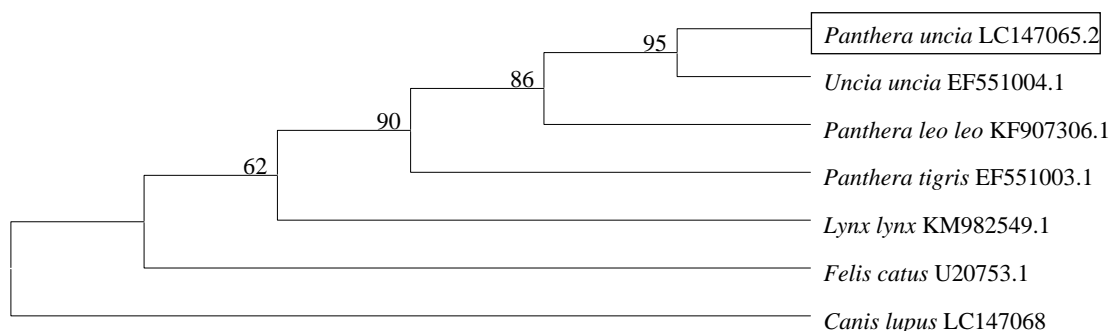 Panthera uncia LC147065.2
95
Uncia uncia EF551004.1
86
Panthera leo leo KF907306.1
90
Panthera tigris EF551003.1
62
Lynx lynx KM982549.1
Felis catus U20753.1
Canis lupus LC147068